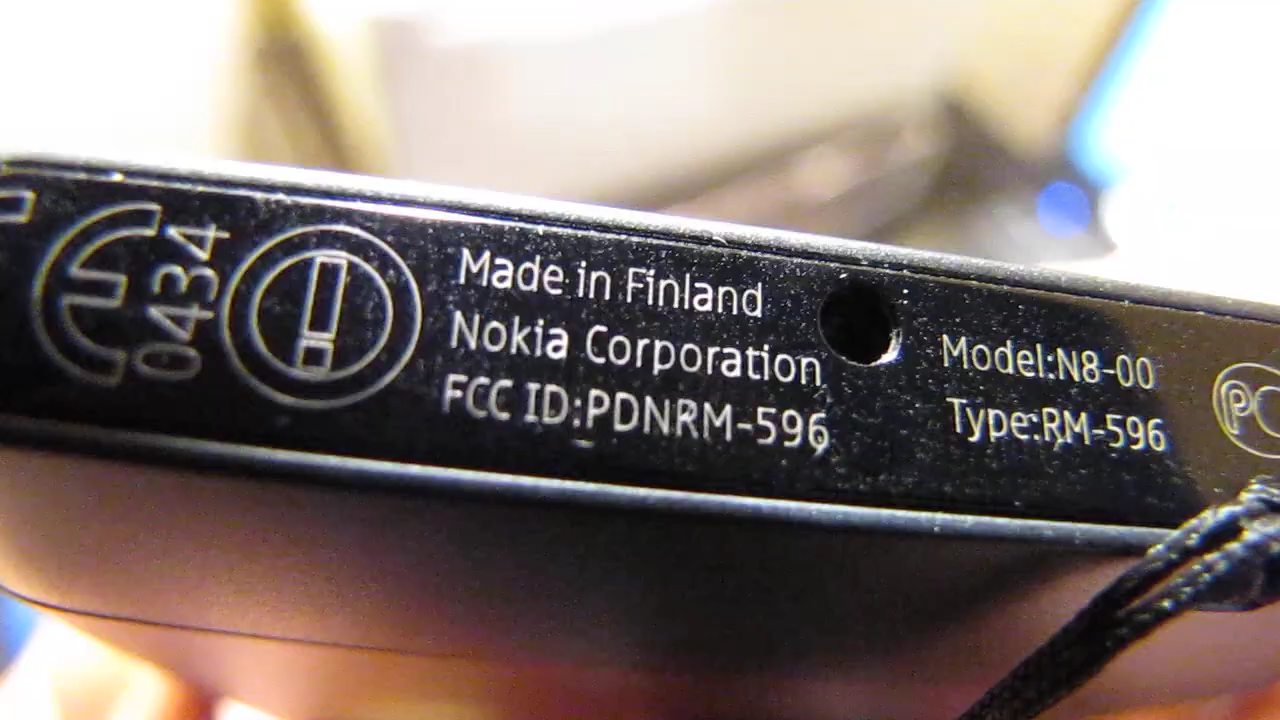 0434
Made in Finland
Nokia Corporation
FCC ID:PDNRM-596
Model:N8-00
Type:RM-596